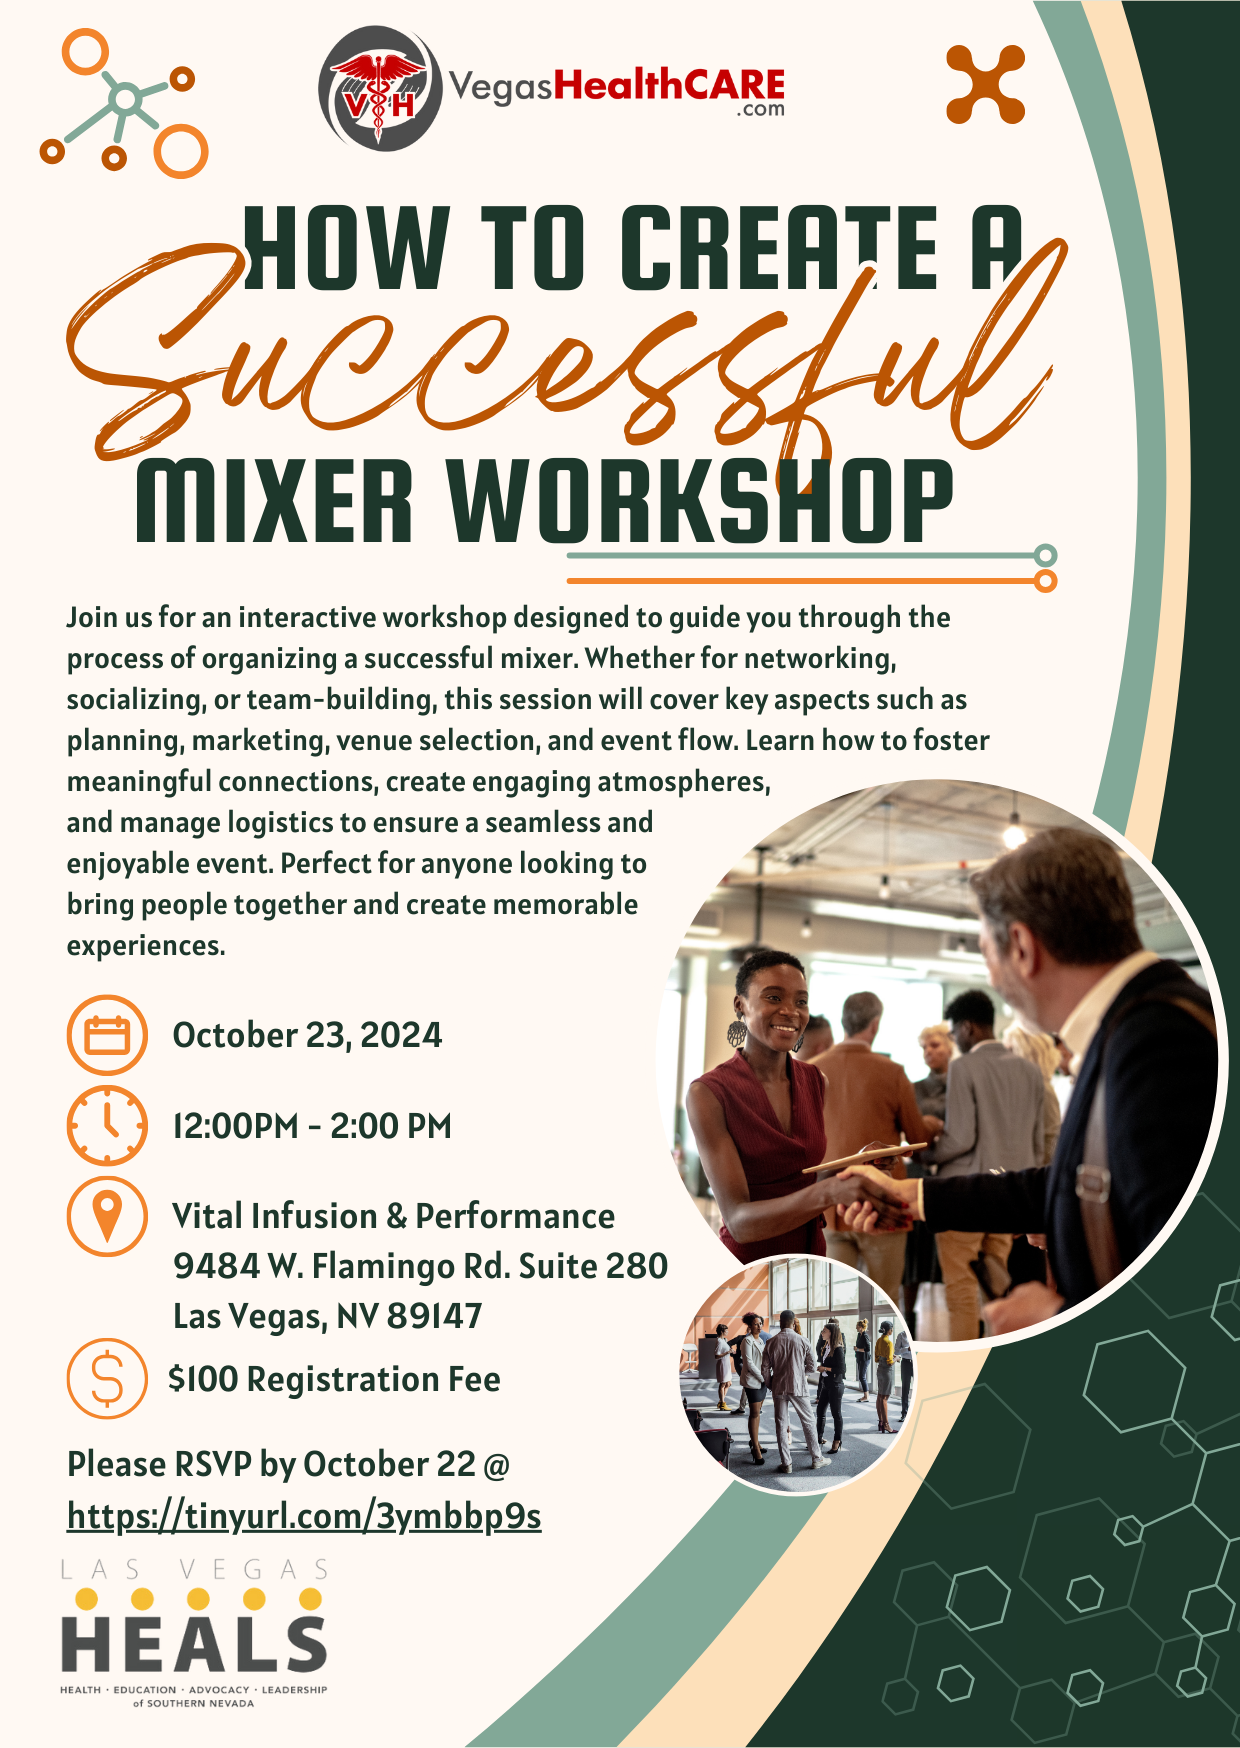 VH VegasHealthCARE
.com
HOW TO CREATE A
Successful
MIXER WORKSHOP
Join us for an interactive workshop designed to guide you through the
process of organizing a successful mixer. Whether for networking,
socializing, or team-building, this session will cover key aspects such as
planning, marketing, venue selection, and event flow. Learn how to foster
meaningful connections, create engaging atmospheres,
and manage logistics to ensure a seamless and
enjoyable event. Perfect for anyone looking to
bring people together and create memorable
experiences.
October 23, 2024
12:00PM - 2:00 PM
Vital Infusion & Performance
9484 W. Flamingo Rd. Suite 280
Las Vegas, NV 89147
$ $100 Registration Fee
Please RSVP by October 22 @
https://tinyurl.com/3ymbbp9s
LAS VEGAS
HEALS
HEALTH · EDUCATION · ADVOCACY · LEADERSHIP
of SOUTHERN NEVADA